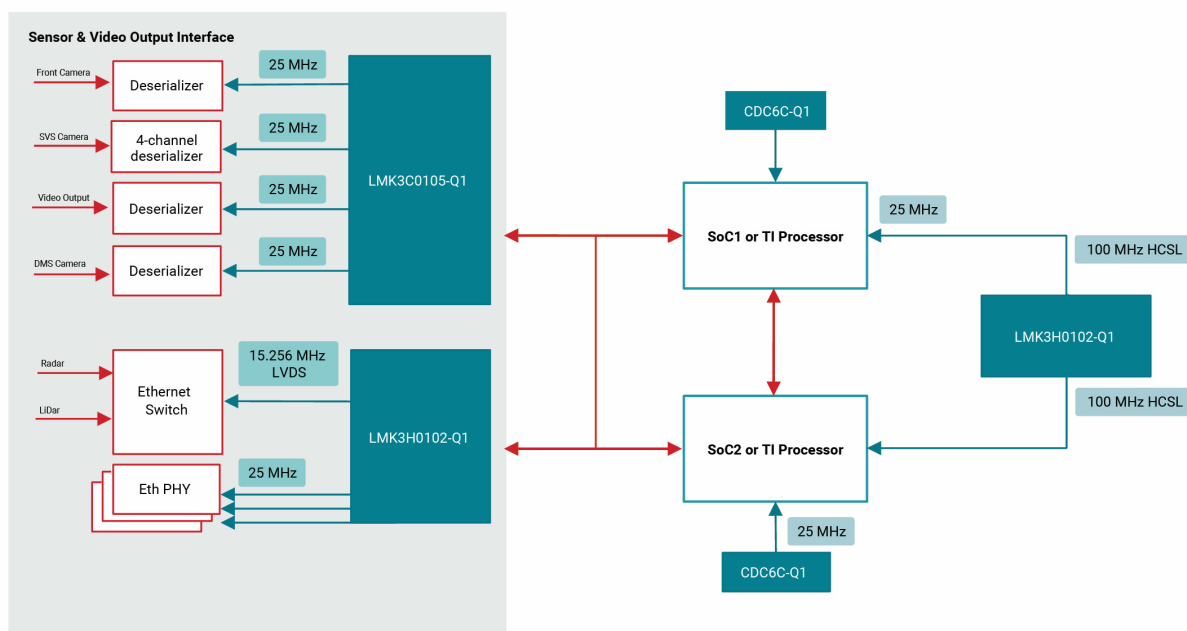 Sensor & Video Output Interface
Front Camera
Deserializer
25 MHz
SVS Camera
4-channel
deserializer
25 MHz
Video Output
Deserializer
25 MHz
DMS Camera
Deserializer
25 MHz
LMK3C0105-Q1
Radar
LiDar
Ethernet
Switch
15.256 MHz
LVDS
LMK3H0102-Q1
Eth PHY
25 MHz
CDC6C-Q1
SoC1 or TI Processor
25 MHz
100 MHz HCSL
LMK3H0102-Q1
100 MHz HCSL
SoC2 or TI Processor
25 MHz
CDC6C-Q1